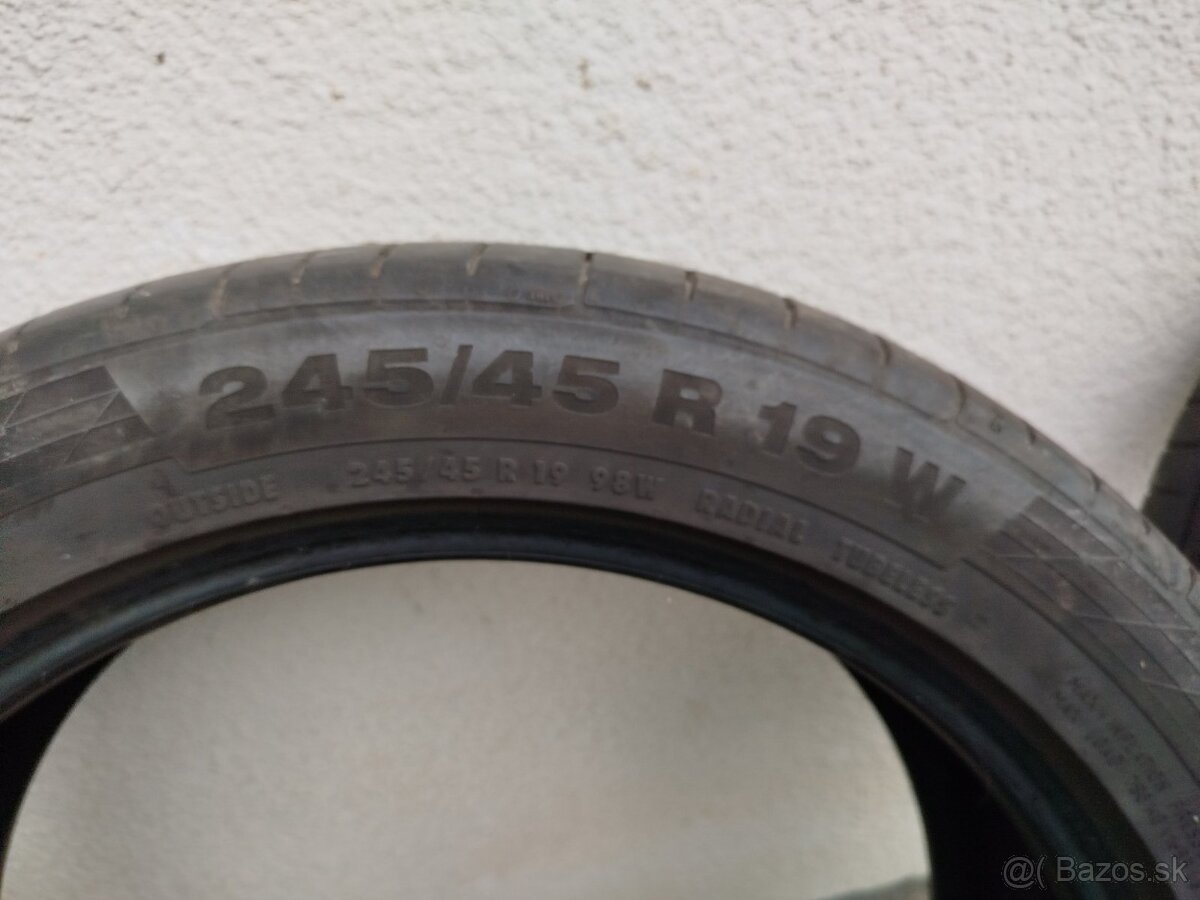 245/45 R 19 W
OUTSIDE 245/45 R 19 98W RADIAL TUBELESS
@( Bazos.sk